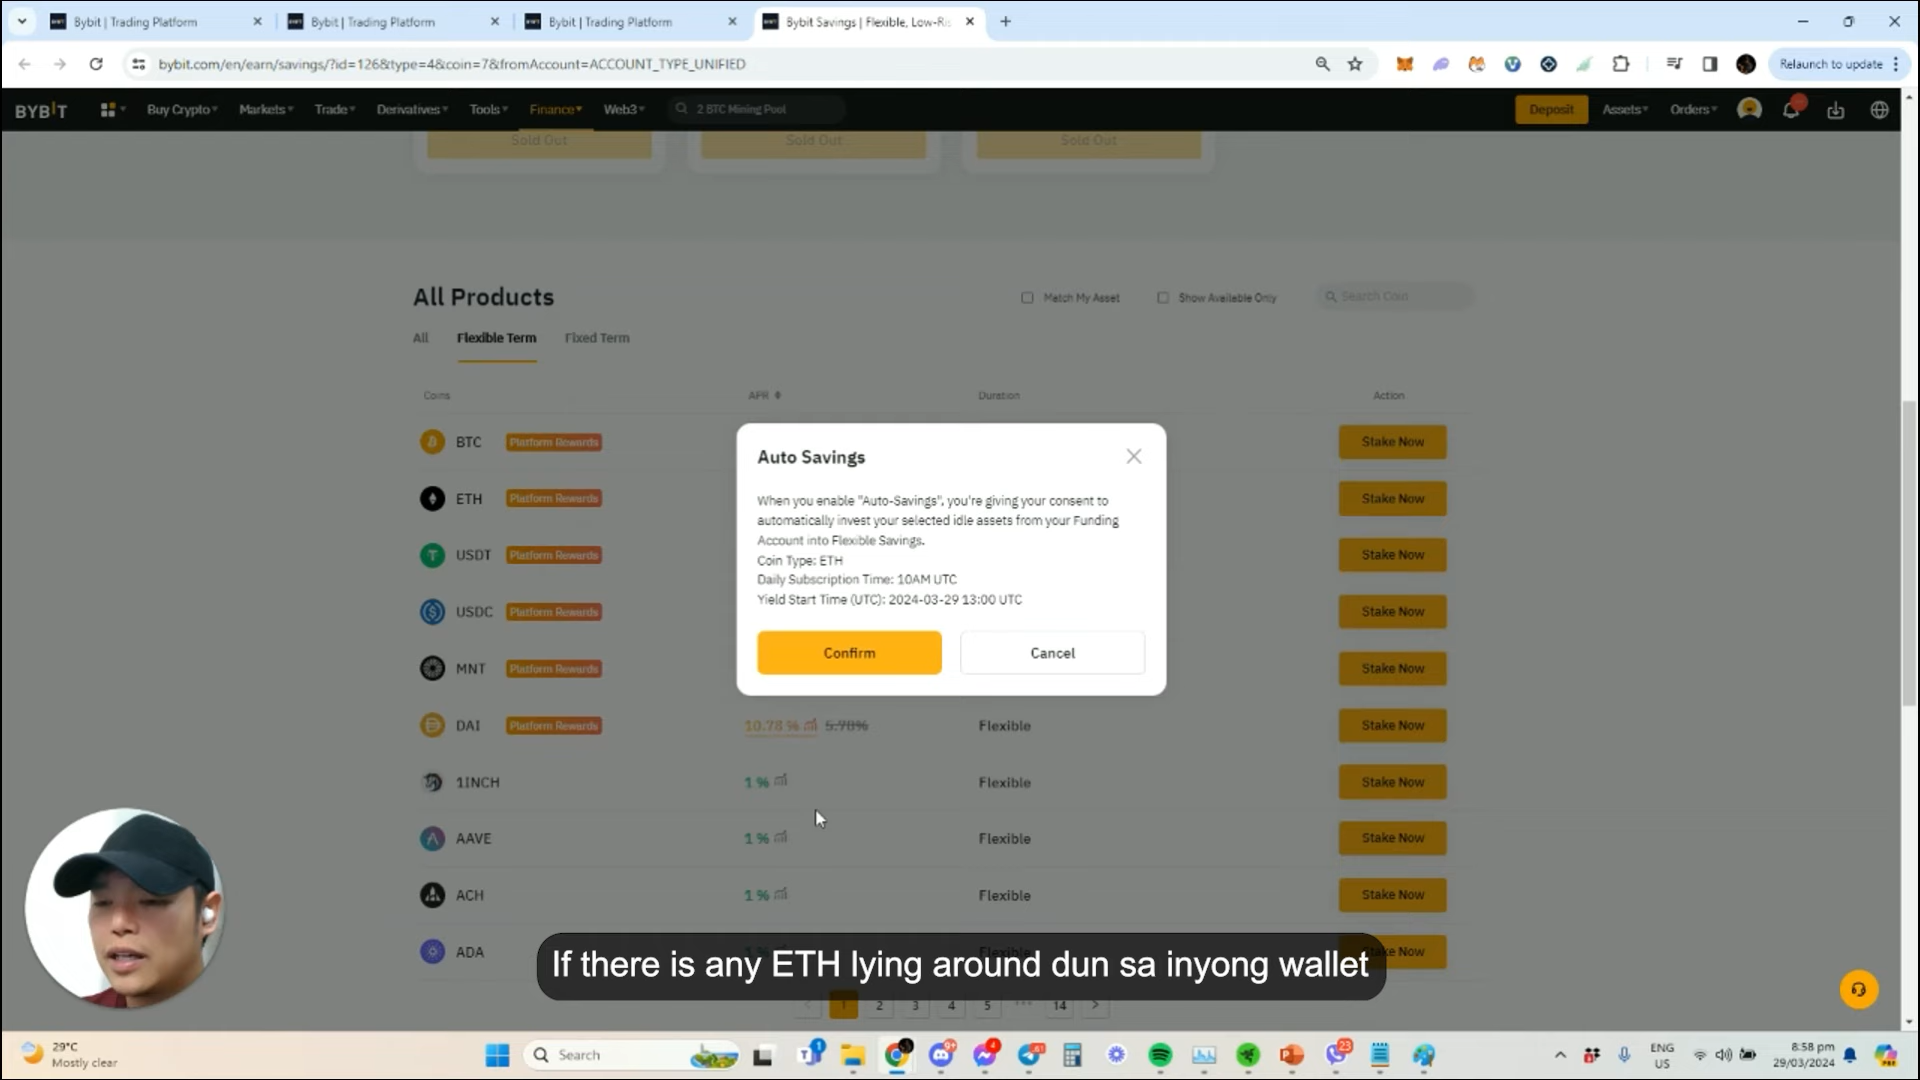 Bybit | Trading Platform
Bybit | Trading Platform
Bybit | Trading Platform
Bybit Savings | Flexible, Low-Ris
bybit.com/en/earn/savings/?id=126&type=4&coin=7&fromAccount=ACCOUNT_TYPE_UNIFIED
Relaunch to update
BYBIT
Buy Crypto
Markets
Trade
Derivatives
Tools
Finance
Web3
2 BTC Mining Pool
Deposit
Assets
Orders
Sold Out
Sold Out
Sold Out
All Products
Match My Asset
Show Available Only
Search Coin
All
Flexible Term
Fixed Term
Coins
APR
Duration
Action
BTC
Platform Rewards
Stake Now
ETH
Platform Rewards
Stake Now
USDT
Platform Rewards
Stake Now
USDC
Platform Rewards
Stake Now
MNT
Platform Rewards
Stake Now
Auto Savings
When you enable "Auto-Savings", you're giving your consent to
automatically invest your selected idle assets from your Funding
Account into Flexible Savings.
Coin Type: ETH
Daily Subscription Time: 10AM UTC
Yield Start Time (UTC): 2024-03-29 13:00 UTC
Confirm
Cancel
DAI
Platform Rewards
10.78 %
5.78%
Flexible
Stake Now
1INCH
1 %
Flexible
Stake Now
AAVE
1 %
Flexible
Stake Now
ACH
1 %
Flexible
Stake Now
ADA
If there is any ETH lying around dun sa inyong wallet
1
2
3
4
5
14
29°C
Mostly clear
Search
ENG
US
8:58 pm
29/03/2024